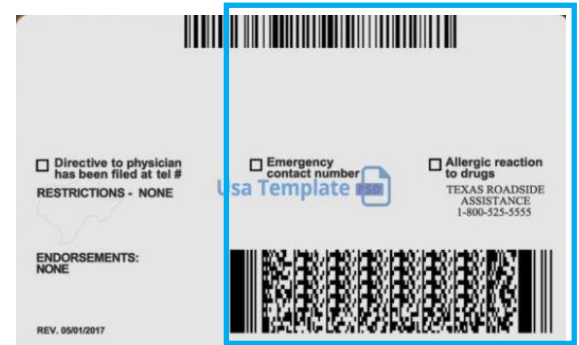 Directive to physician
has been filed at tel #
Emergency
contact number
Allergic reaction
to drugs
Usa Template PSD
RESTRICTIONS - NONE
TEXAS ROADSIDE
ASSISTANCE
1-800-525-5555
ENDORSEMENTS:
NONE
REV. 05/01/2017